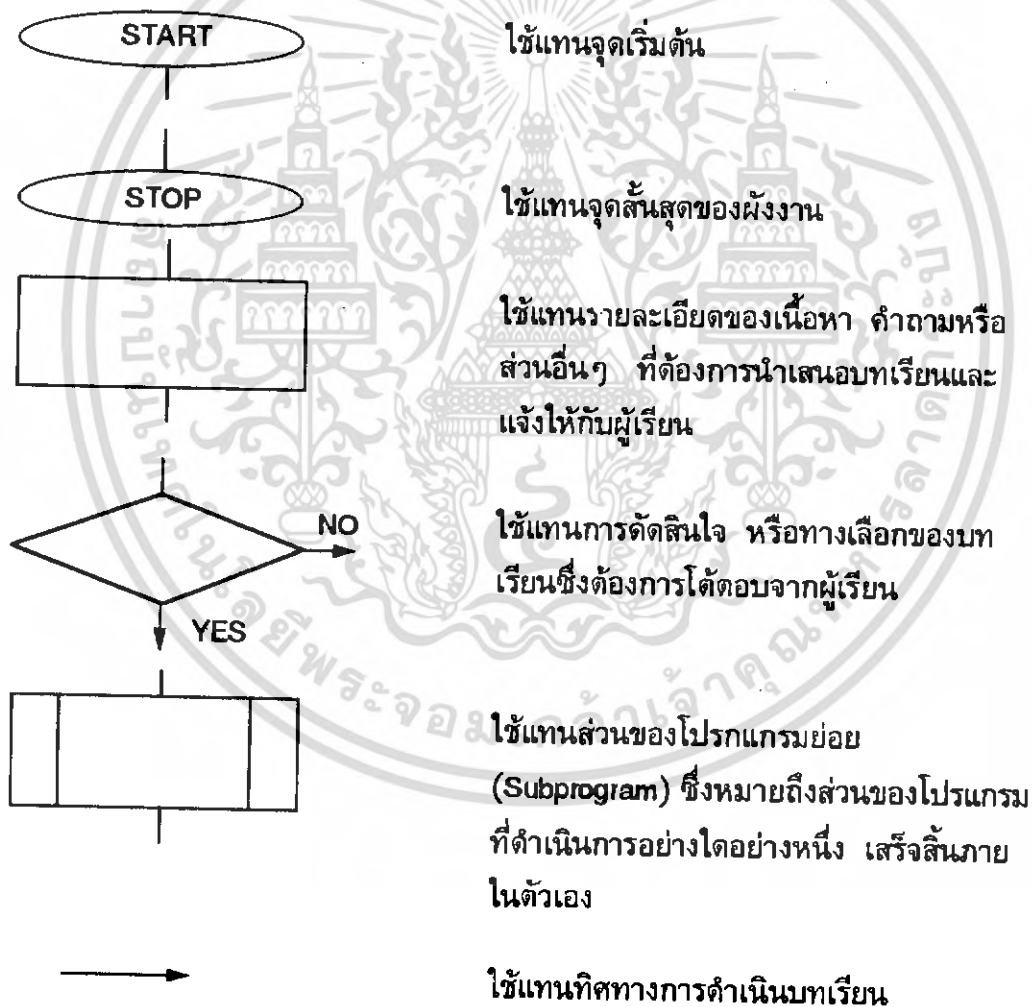 START
ใช้แทนจุดเริ่มต้น
STOP
ใช้แทนจุดสิ้นสุดของผังงาน
ใช้แทนรายละเอียดของเนื้อหา คำถามหรือ
ส่วนอื่นๆ ที่ต้องการนำเสนอบทเรียนและ
แจ้งให้กับผู้เรียน
NO
ใช้แทนการตัดสินใจ หรือทางเลือกของบท
เรียนซึ่งต้องการโต้ตอบจากผู้เรียน
YES
ใช้แทนส่วนของโปรกแกรมย่อย
(Subprogram) ซึ่งหมายถึงส่วนของโปรแกรม
ที่ดำเนินการอย่างใดอย่างหนึ่ง เสร็จสิ้นภาย
ในตัวเอง
ใช้แทนทิศทางการดำเนินบทเรียน